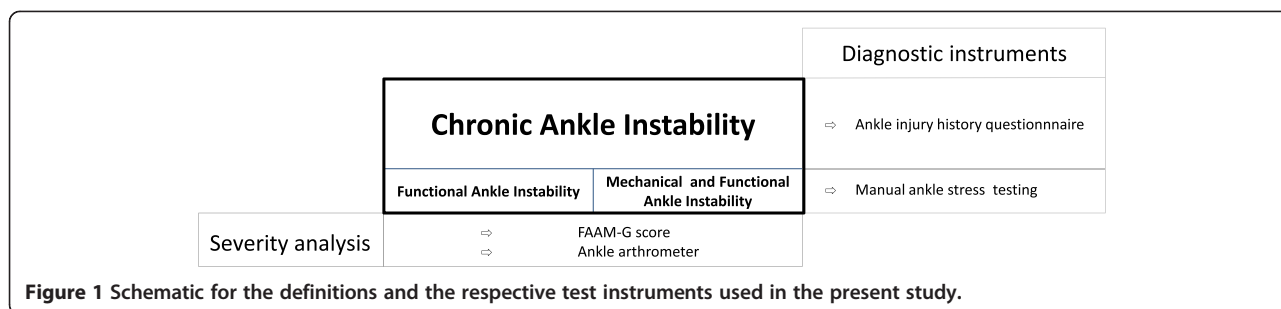 Diagnostic instruments
Chronic Ankle Instability
⇨ Ankle injury history questionnnaire
Functional Ankle Instability
Mechanical and Functional
Ankle Instability
⇨ Manual ankle stress testing
Severity analysis
⇨ FAAM-G score
⇨ Ankle arthrometer
Figure 1 Schematic for the definitions and the respective test instruments used in the present study.